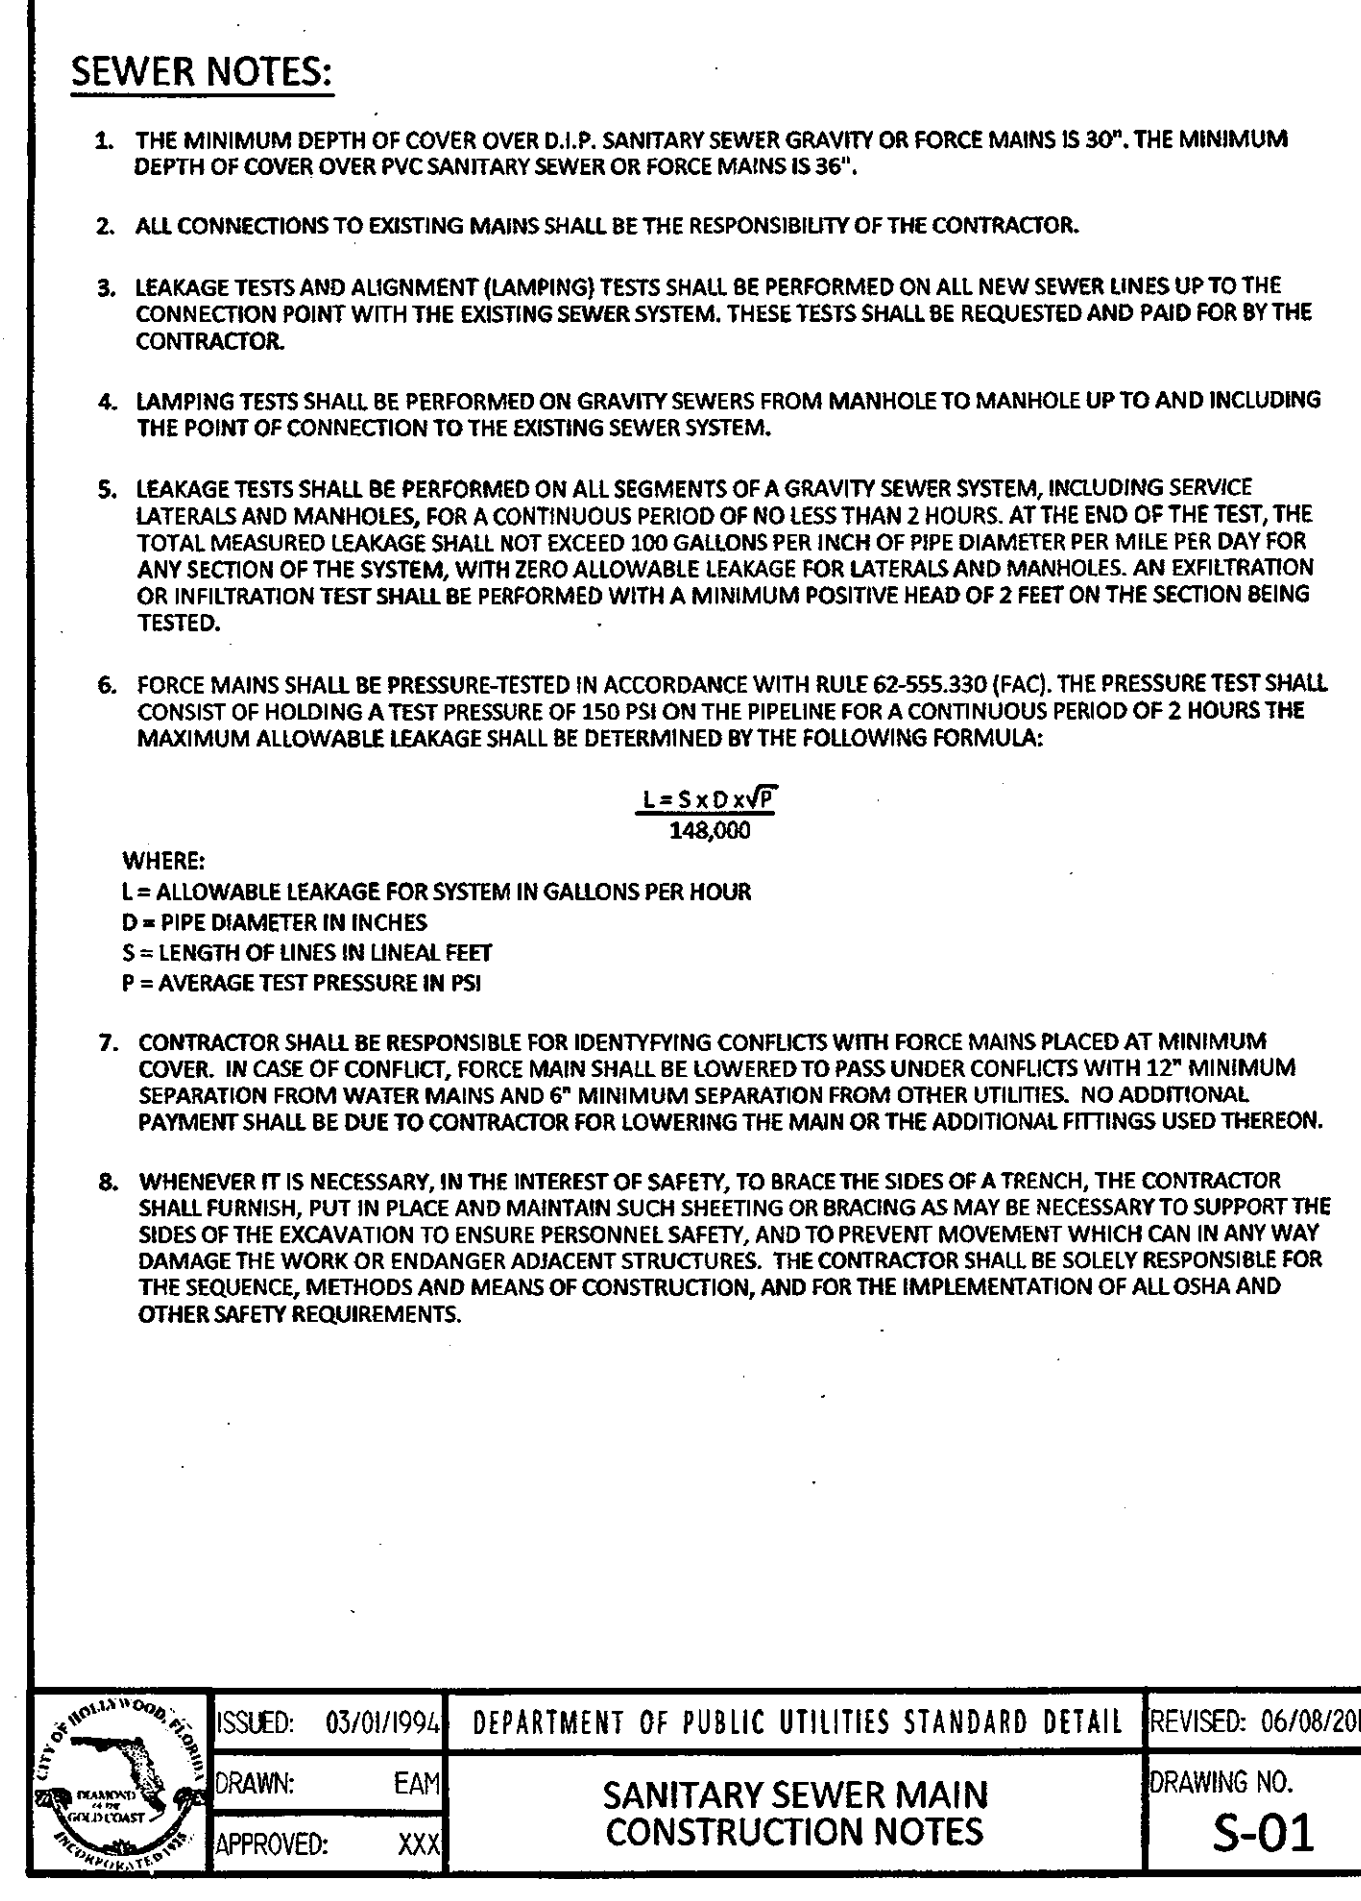 SEWER NOTES:
1. THE MINIMUM DEPTH OF COVER OVER D.I.P. SANITARY SEWER GRAVITY OR FORCE MAINS IS 30". THE MINIMUM
DEPTH OF COVER OVER PVC SANITARY SEWER OR FORCE MAINS IS 36".
2. ALL CONNECTIONS TO EXISTING MAINS SHALL BE THE RESPONSIBILITY OF THE CONTRACTOR.
3. LEAKAGE TESTS AND ALIGNMENT (LAMPING) TESTS SHALL BE PERFORMED ON ALL NEW SEWER LINES UP TO THE
CONNECTION POINT WITH THE EXISTING SEWER SYSTEM. THESE TESTS SHALL BE REQUESTED AND PAID FOR BY THE
CONTRACTOR.
4. LAMPING TESTS SHALL BE PERFORMED ON GRAVITY SEWERS FROM MANHOLE TO MANHOLE UP TO AND INCLUDING
THE POINT OF CONNECTION TO THE EXISTING SEWER SYSTEM.
5. LEAKAGE TESTS SHALL BE PERFORMED ON ALL SEGMENTS OF A GRAVITY SEWER SYSTEM, INCLUDING SERVICE
LATERALS AND MANHOLES, FOR A CONTINUOUS PERIOD OF NO LESS THAN 2 HOURS. AT THE END OF THE TEST, THE
TOTAL MEASURED LEAKAGE SHALL NOT EXCEED 100 GALLONS PER INCH OF PIPE DIAMETER PER MILE PER DAY FOR
ANY SECTION OF THE SYSTEM, WITH ZERO ALLOWABLE LEAKAGE FOR LATERALS AND MANHOLES. AN EXFILTRATION
OR INFILTRATION TEST SHALL BE PERFORMED WITH A MINIMUM POSITIVE HEAD OF 2 FEET ON THE SECTION BEING
TESTED.
6. FORCE MAINS SHALL BE PRESSURE-TESTED IN ACCORDANCE WITH RULE 62-555.330 (FAC). THE PRESSURE TEST SHALL
CONSIST OF HOLDING A TEST PRESSURE OF 150 PSI ON THE PIPELINE FOR A CONTINUOUS PERIOD OF 2 HOURS THE
MAXIMUM ALLOWABLE LEAKAGE SHALL BE DETERMINED BY THE FOLLOWING FORMULA:
L = S x D x√P
148,000
WHERE:
L = ALLOWABLE LEAKAGE FOR SYSTEM IN GALLONS PER HOUR
D = PIPE DIAMETER IN INCHES
S = LENGTH OF LINES IN LINEAL FEET
P = AVERAGE TEST PRESSURE IN PSI
7. CONTRACTOR SHALL BE RESPONSIBLE FOR IDENTYFYING CONFLICTS WITH FORCE MAINS PLACED AT MINIMUM
COVER. IN CASE OF CONFLICT, FORCE MAIN SHALL BE LOWERED TO PASS UNDER CONFLICTS WITH 12" MINIMUM
SEPARATION FROM WATER MAINS AND 6" MINIMUM SEPARATION FROM OTHER UTILITIES. NO ADDITIONAL
PAYMENT SHALL BE DUE TO CONTRACTOR FOR LOWERING THE MAIN OR THE ADDITIONAL FITTINGS USED THEREON.
8. WHENEVER IT IS NECESSARY, IN THE INTEREST OF SAFETY, TO BRACE THE SIDES OF A TRENCH, THE CONTRACTOR
SHALL FURNISH, PUT IN PLACE AND MAINTAIN SUCH SHEETING OR BRACING AS MAY BE NECESSARY TO SUPPORT THE
SIDES OF THE EXCAVATION TO ENSURE PERSONNEL SAFETY, AND TO PREVENT MOVEMENT WHICH CAN IN ANY WAY
DAMAGE THE WORK OR ENDANGER ADJACENT STRUCTURES. THE CONTRACTOR SHALL BE SOLELY RESPONSIBLE FOR
THE SEQUENCE, METHODS AND MEANS OF CONSTRUCTION, AND FOR THE IMPLEMENTATION OF ALL OSHA AND
OTHER SAFETY REQUIREMENTS.
CITY OF HOLLYWOOD, FLORIDA
DIAMOND
OF THE
GOLD COAST
INCORPORATED 1925
ISSUED: 03/01/1994
DRAWN: EAM
APPROVED: XXX
DEPARTMENT OF PUBLIC UTILITIES STANDARD DETAIL
SANITARY SEWER MAIN
CONSTRUCTION NOTES
REVISED: 06/08/20
DRAWING NO.
S-01